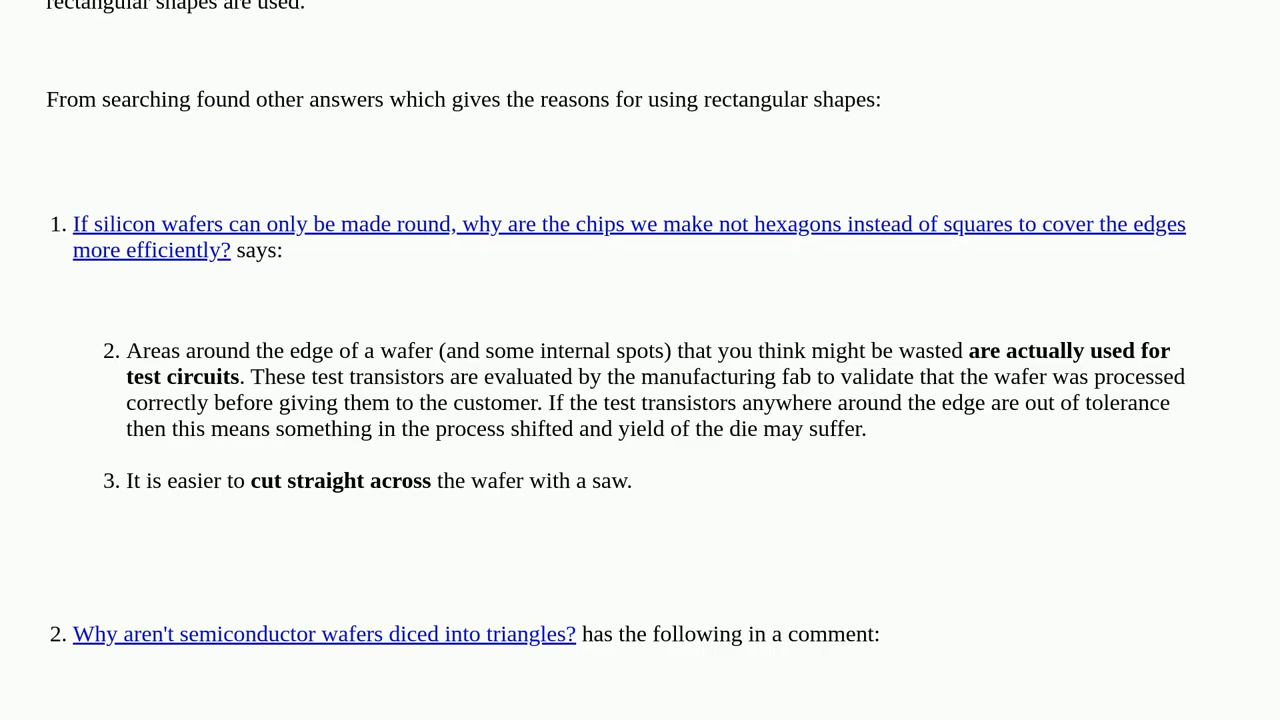 rectangular shapes are used.
From searching found other answers which gives the reasons for using rectangular shapes:
1. If silicon wafers can only be made round, why are the chips we make not hexagons instead of squares to cover the edges
more efficiently? says:
2. Areas around the edge of a wafer (and some internal spots) that you think might be wasted are actually used for
test circuits. These test transistors are evaluated by the manufacturing fab to validate that the wafer was processed
correctly before giving them to the customer. If the test transistors anywhere around the edge are out of tolerance
then this means something in the process shifted and yield of the die may suffer.
3. It is easier to cut straight across the wafer with a saw.
2. Why aren't semiconductor wafers diced into triangles? has the following in a comment: